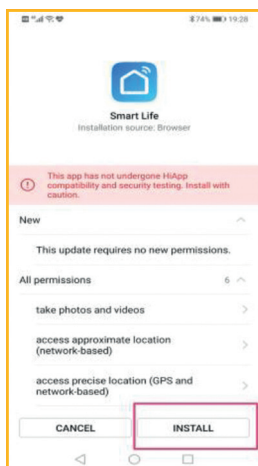 74% 19:28
Smart Life
Installation source: Browser
This app has not undergone HiApp
compatibility and security testing. Install with
caution.
New
This update requires no new permissions.
All permissions
6
take photos and videos
access approximate location
(network-based)
access precise location (GPS and
network-based)
CANCEL INSTALL